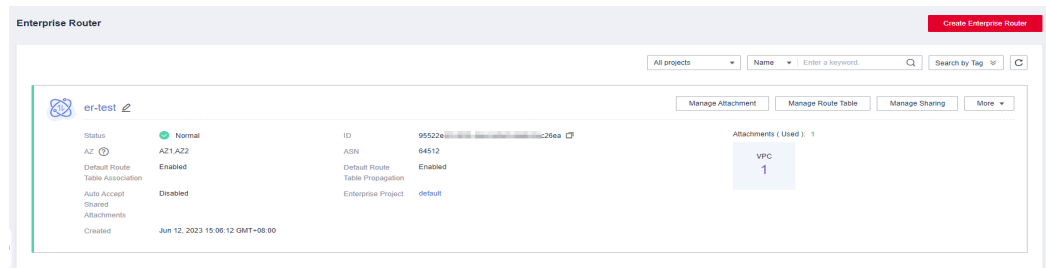 Enterprise Router
Create Enterprise Router
All projects Name Enter a keyword. Search by Tag
er-test
Manage Attachment Manage Route Table Manage Sharing More
Status Normal ID 95522e c26ea Attachments ( Used ): 1
AZ AZ1,AZ2 ASN 64512
VPC
1
Default Route Enabled Default Route Enabled
Table Association Table Propagation
Auto Accept Disabled Enterprise Project default
Shared
Attachments
Created Jun 12, 2023 15:06:12 GMT+08:00